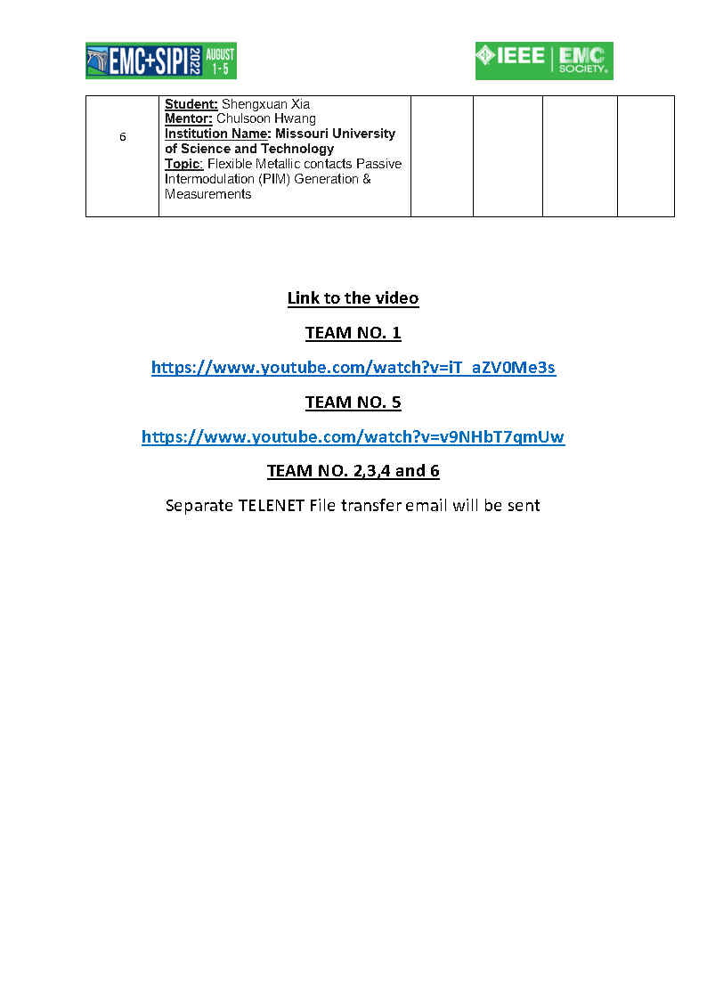 EMC+SIPI 2022 AUGUST 1-5
IEEE EMC SOCIETY®
6
Student: Shengxuan Xia
Mentor: Chulsoon Hwang
Institution Name: Missouri University
of Science and Technology
Topic: Flexible Metallic contacts Passive
Intermodulation (PIM) Generation &
Measurements
Link to the video
TEAM NO. 1
https://www.youtube.com/watch?v=iT_aZV0Me3s
TEAM NO. 5
https://www.youtube.com/watch?v=v9NHbT7qmUw
TEAM NO. 2,3,4 and 6
Separate TELENET File transfer email will be sent